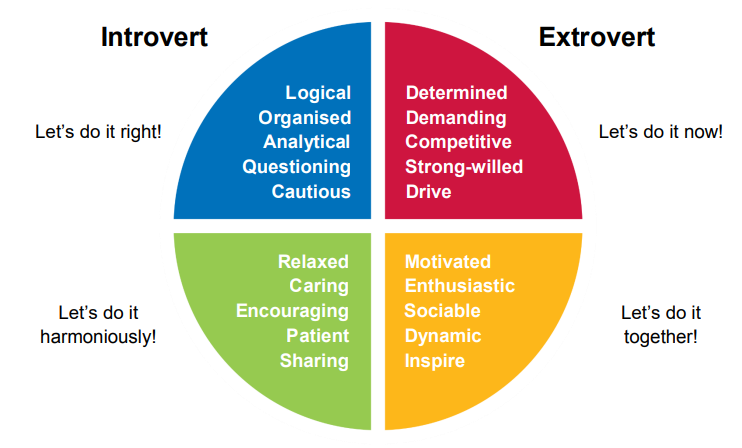 Introvert
Extrovert
Let's do it right!
Logical
Organised
Analytical
Questioning
Cautious
Determined
Demanding
Competitive
Strong-willed
Drive
Let's do it now!
Let's do it
harmoniously!
Relaxed
Caring
Encouraging
Patient
Sharing
Motivated
Enthusiastic
Sociable
Dynamic
Inspire
Let's do it
together!